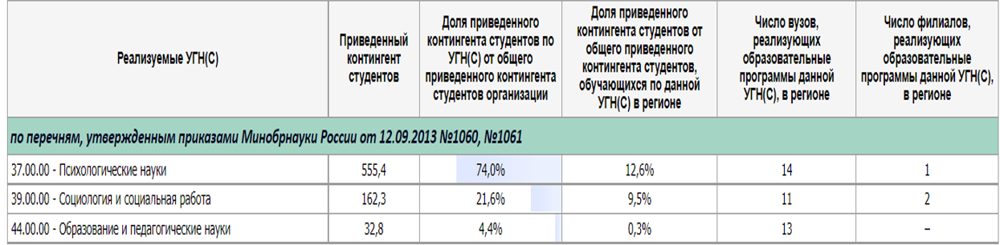 Реализуемые УГН(С)
Приведенный
контингент
студентов
Доля приведенного
контингента студентов по
УГН(С) от общего
приведенного контингента
студентов организации
Доля приведенного
контингента студентов от
общего приведенного
контингента студентов,
обучающихся по данной
УГН(С) в регионе
Число вузов,
реализующих
образовательные
программы данной
УГН(С), в регионе
Число филиалов,
реализующих
образовательные
программы данной УГН(С),
в регионе
по перечням, утвержденным приказами Минобрнауки России от 12.09.2013 №1060, №1061
37.00.00 - Психологические науки 555,4 74,0% 12,6% 14 1
39.00.00 - Социология и социальная работа 162,3 21,6% 9,5% 11 2
44.00.00 - Образование и педагогические науки 32,8 4,4% 0,3% 13 –